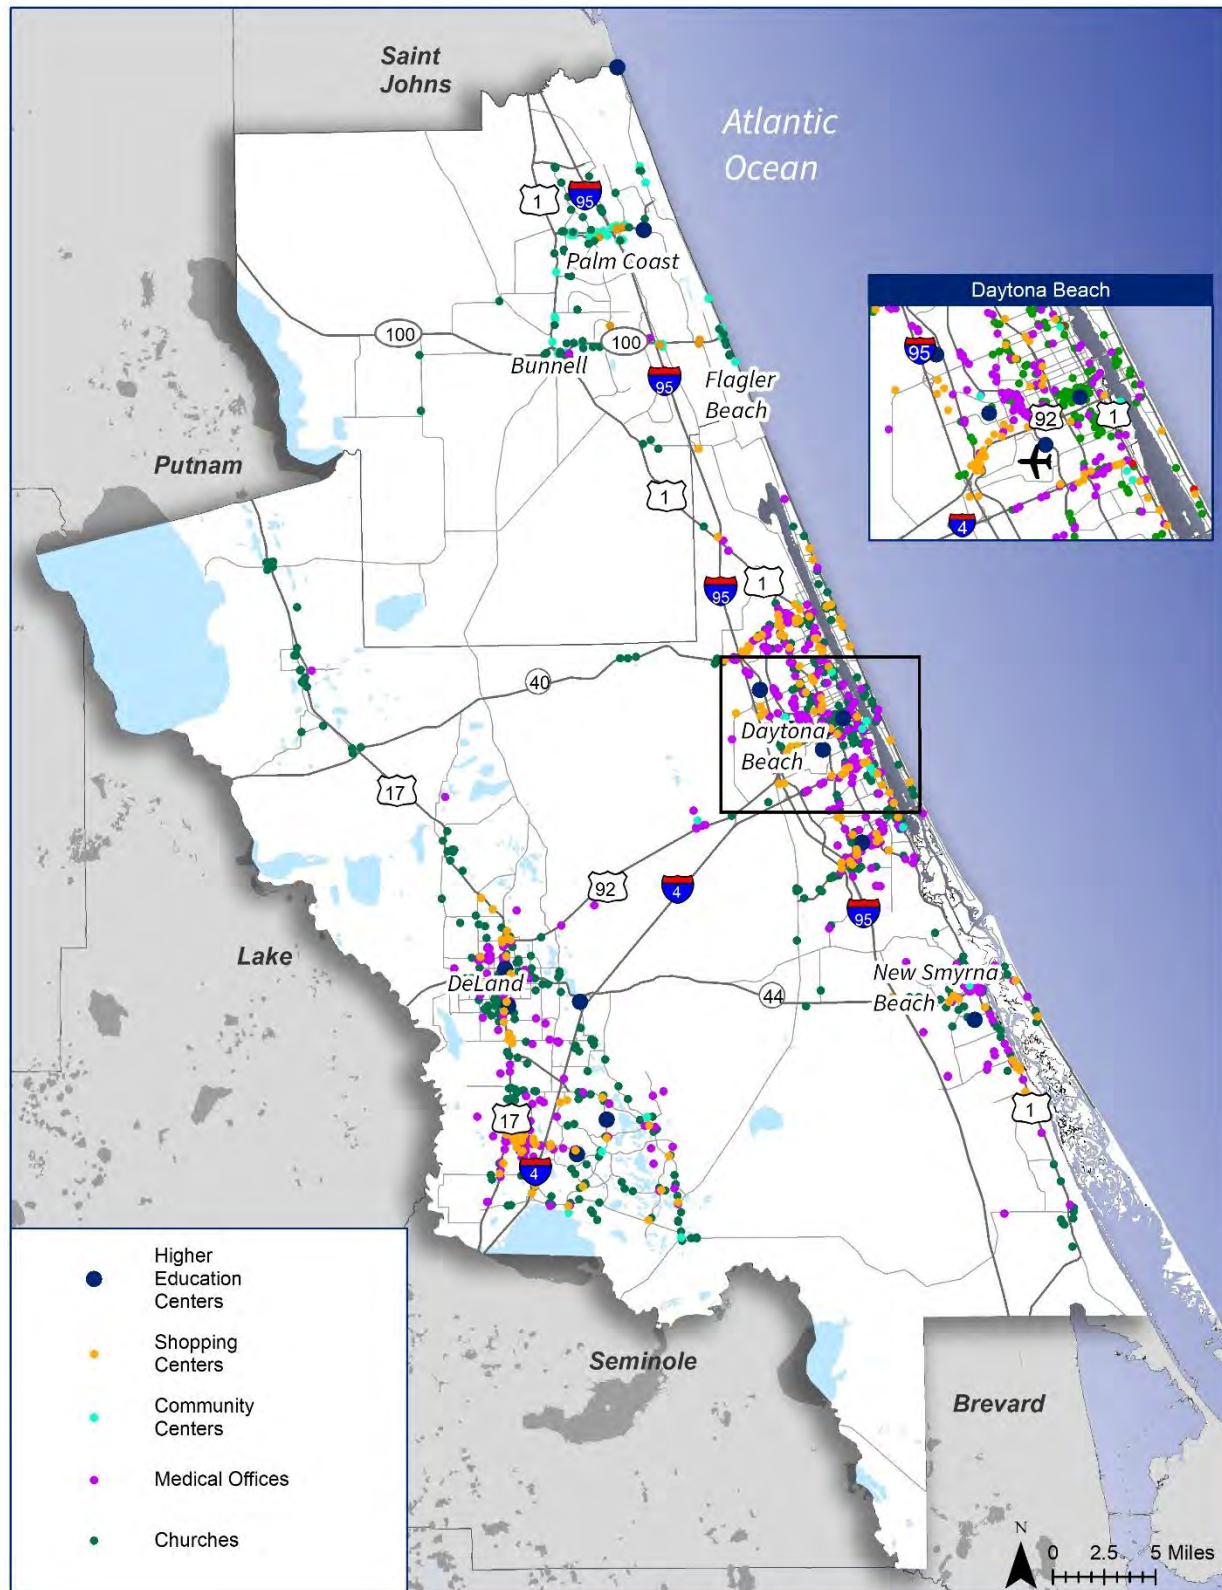 Saint
Johns
Atlantic
Ocean
1
95
Palm Coast
Daytona Beach
95
92
1
4
100
Bunnell
100
95
Flagler
Beach
Putnam
1
95
1
40
Daytona
Beach
17
92
4
95
Lake
DeLand
44
New Smyrna
Beach
17
4
1
Seminole
Brevard
Higher
Education
Centers
Shopping
Centers
Community
Centers
Medical Offices
Churches
N
0 2.5 5 Miles